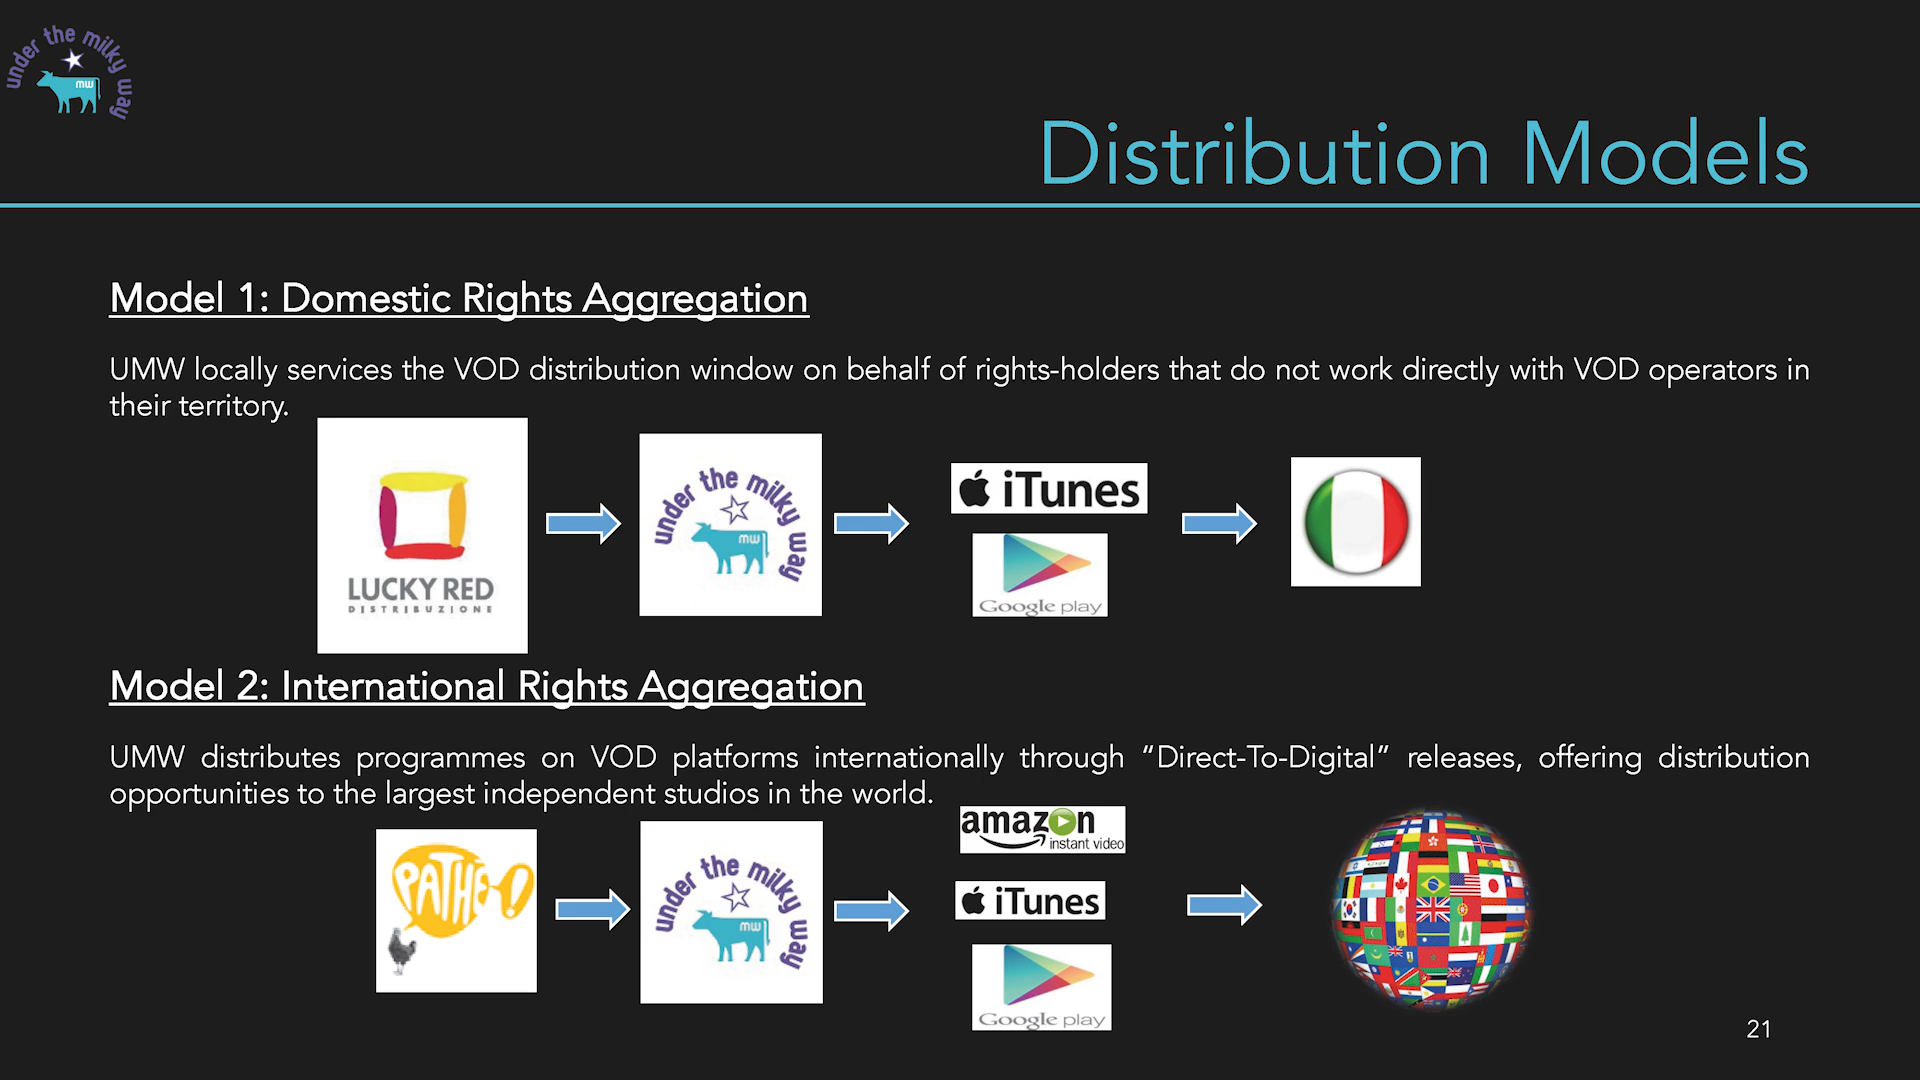 under the milky way
mw
Distribution Models
Model 1: Domestic Rights Aggregation
UMW locally services the VOD distribution window on behalf of rights-holders that do not work directly with VOD operators in
their territory.
LUCKY RED
DISTRIBUZIONE
under the milky way
mw
iTunes
Google play
Model 2: International Rights Aggregation
UMW distributes programmes on VOD platforms internationally through “Direct-To-Digital” releases, offering distribution
opportunities to the largest independent studios in the world.
PATHE!
under the milky way
mw
amazon
instant video
iTunes
Google play
21